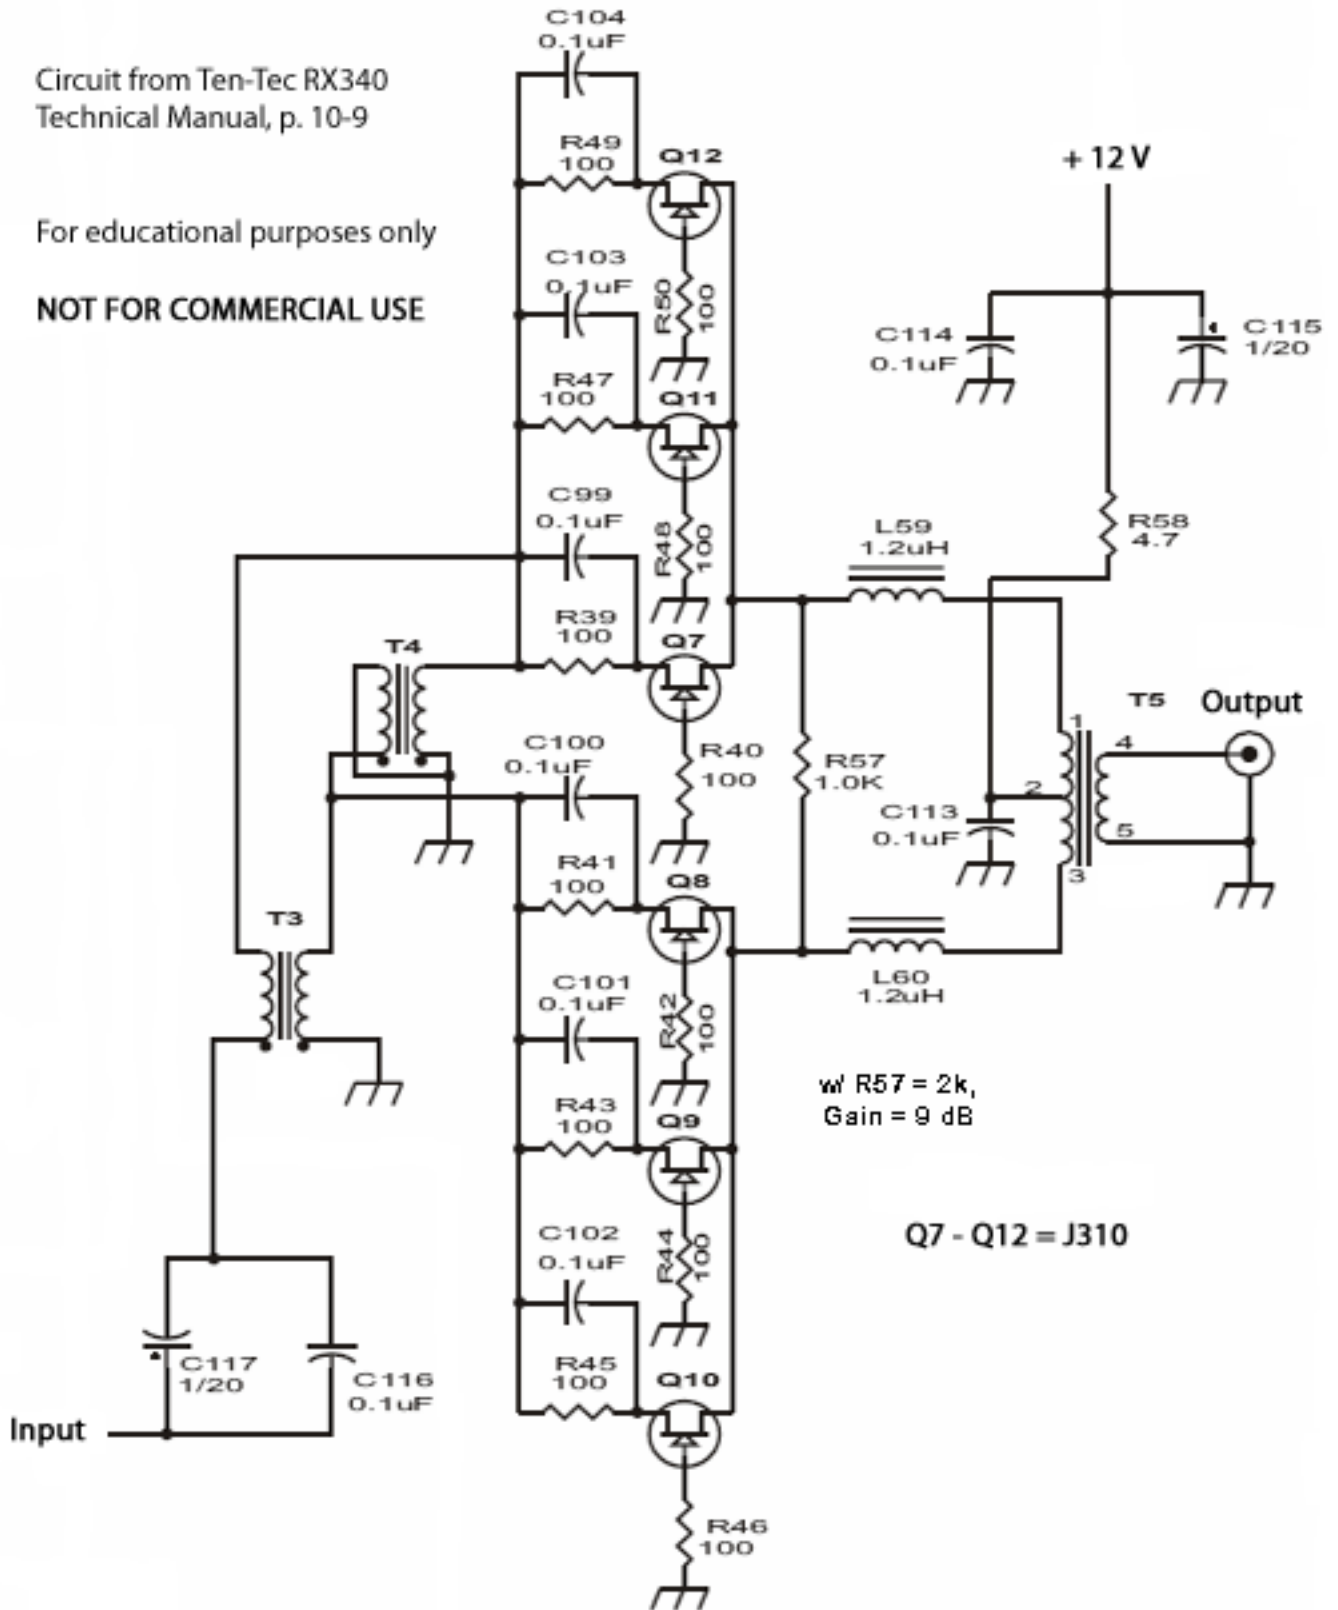 C104
0.1uF
Circuit from Ten-Tec RX340
Technical Manual, p. 10-9
R49
100
Q12
+ 12 V
For educational purposes only
C103
0.1uF
R50
100
NOT FOR COMMERCIAL USE
C114
0.1uF
C115
1/20
R47
100
Q11
C99
0.1uF
R48
100
L59
1.2uH
R58
4.7
R39
100
Q7
T4
T5
Output
1
4
C100
0.1uF
R40
100
R57
1.0K
2
C113
0.1uF
5
3
R41
100
Q8
T3
C101
0.1uF
R42
100
L60
1.2uH
w/ R57 = 2k,
Gain = 9 dB
R43
100
Q9
C102
0.1uF
R44
100
Q7 - Q12 = J310
C117
1/20
C116
0.1uF
R45
100
Q10
Input
R46
100